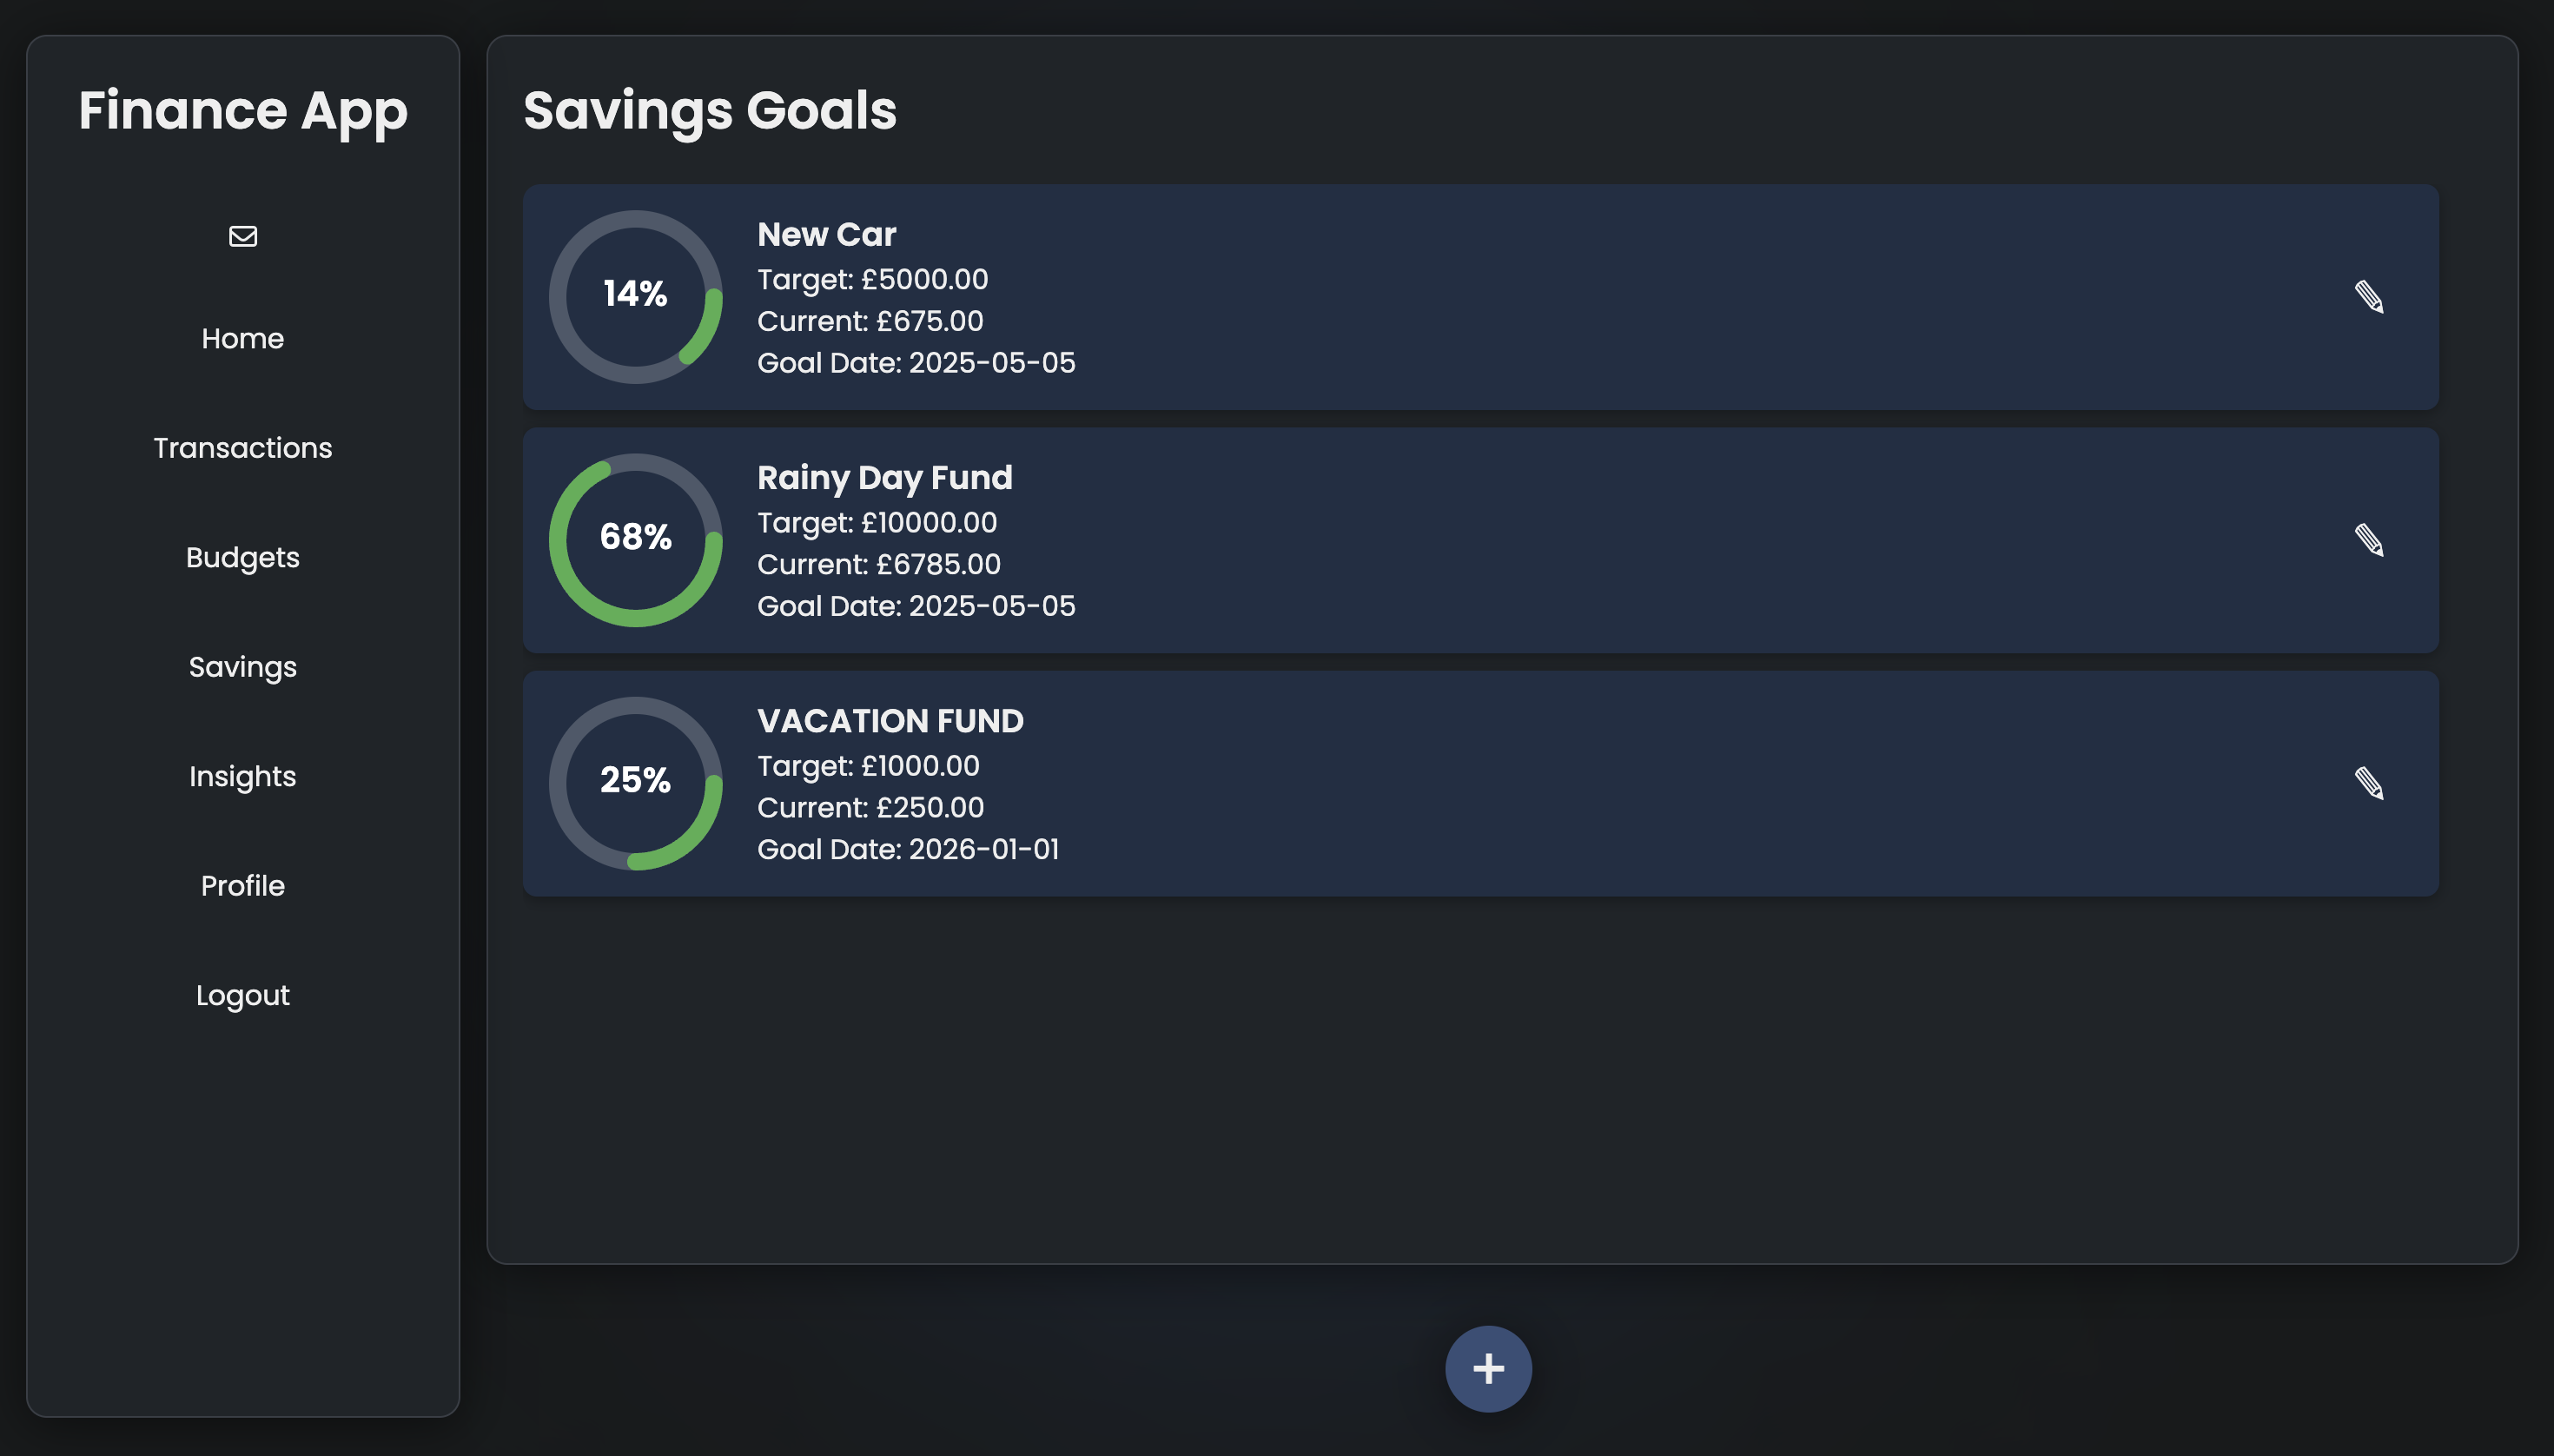 Finance App
Home
Transactions
Budgets
Savings
Insights
Profile
Logout
Savings Goals
14%
New Car
Target: £5000.00
Current: £675.00
Goal Date: 2025-05-05
68%
Rainy Day Fund
Target: £10000.00
Current: £6785.00
Goal Date: 2025-05-05
25%
VACATION FUND
Target: £1000.00
Current: £250.00
Goal Date: 2026-01-01
+